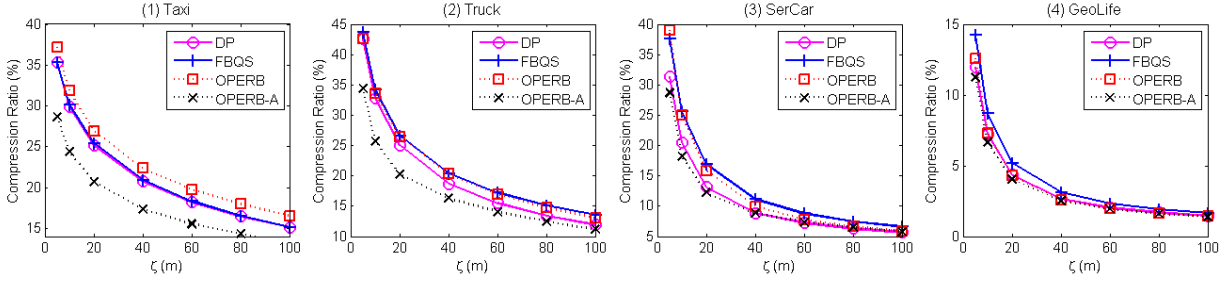 (1) Taxi
Compression Ratio (%)
40
35
30
25
20
15
0 20 40 60 80 100
ζ (m)
DP
FBQS
OPERB
OPERB-A
(2) Truck
Compression Ratio (%)
45
40
35
30
25
20
15
10
0 20 40 60 80 100
ζ (m)
DP
FBQS
OPERB
OPERB-A
(3) SerCar
Compression Ratio (%)
40
35
30
25
20
15
10
5
0 20 40 60 80 100
ζ (m)
DP
FBQS
OPERB
OPERB-A
(4) GeoLife
Compression Ratio (%)
15
10
5
0
0 20 40 60 80 100
ζ (m)
DP
FBQS
OPERB
OPERB-A